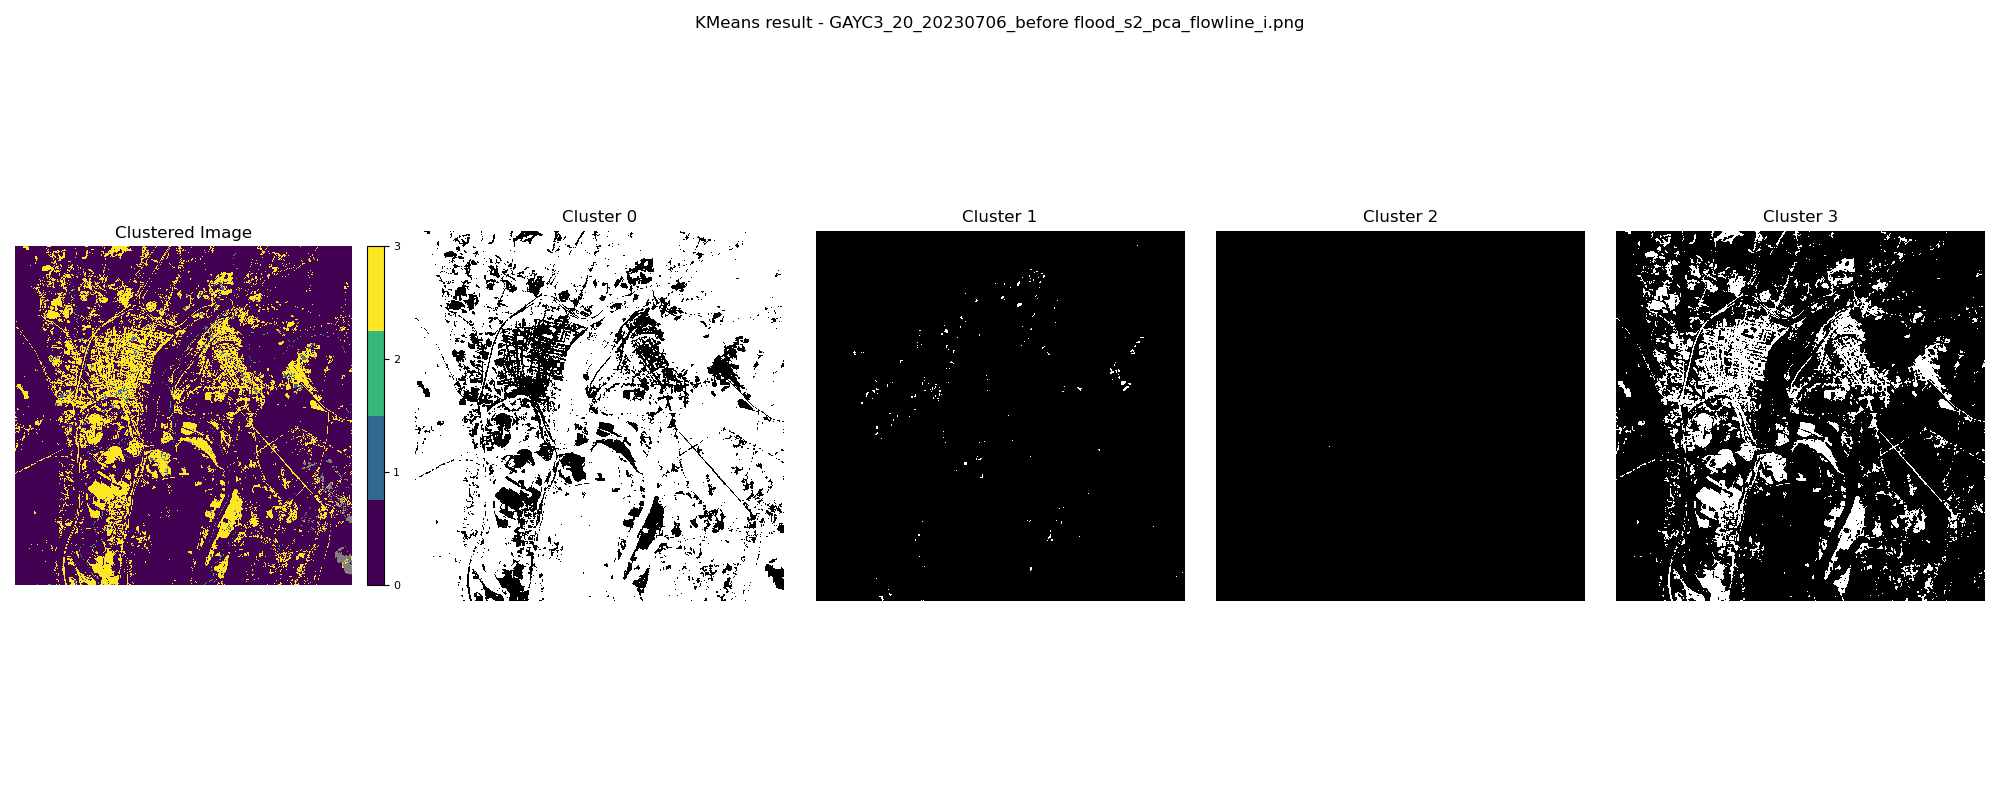 KMeans result - GAYC3_20_20230706_before flood_s2_pca_flowline_i.png
Clustered Image
3
2
1
0
Cluster 0
Cluster 1
Cluster 2
Cluster 3